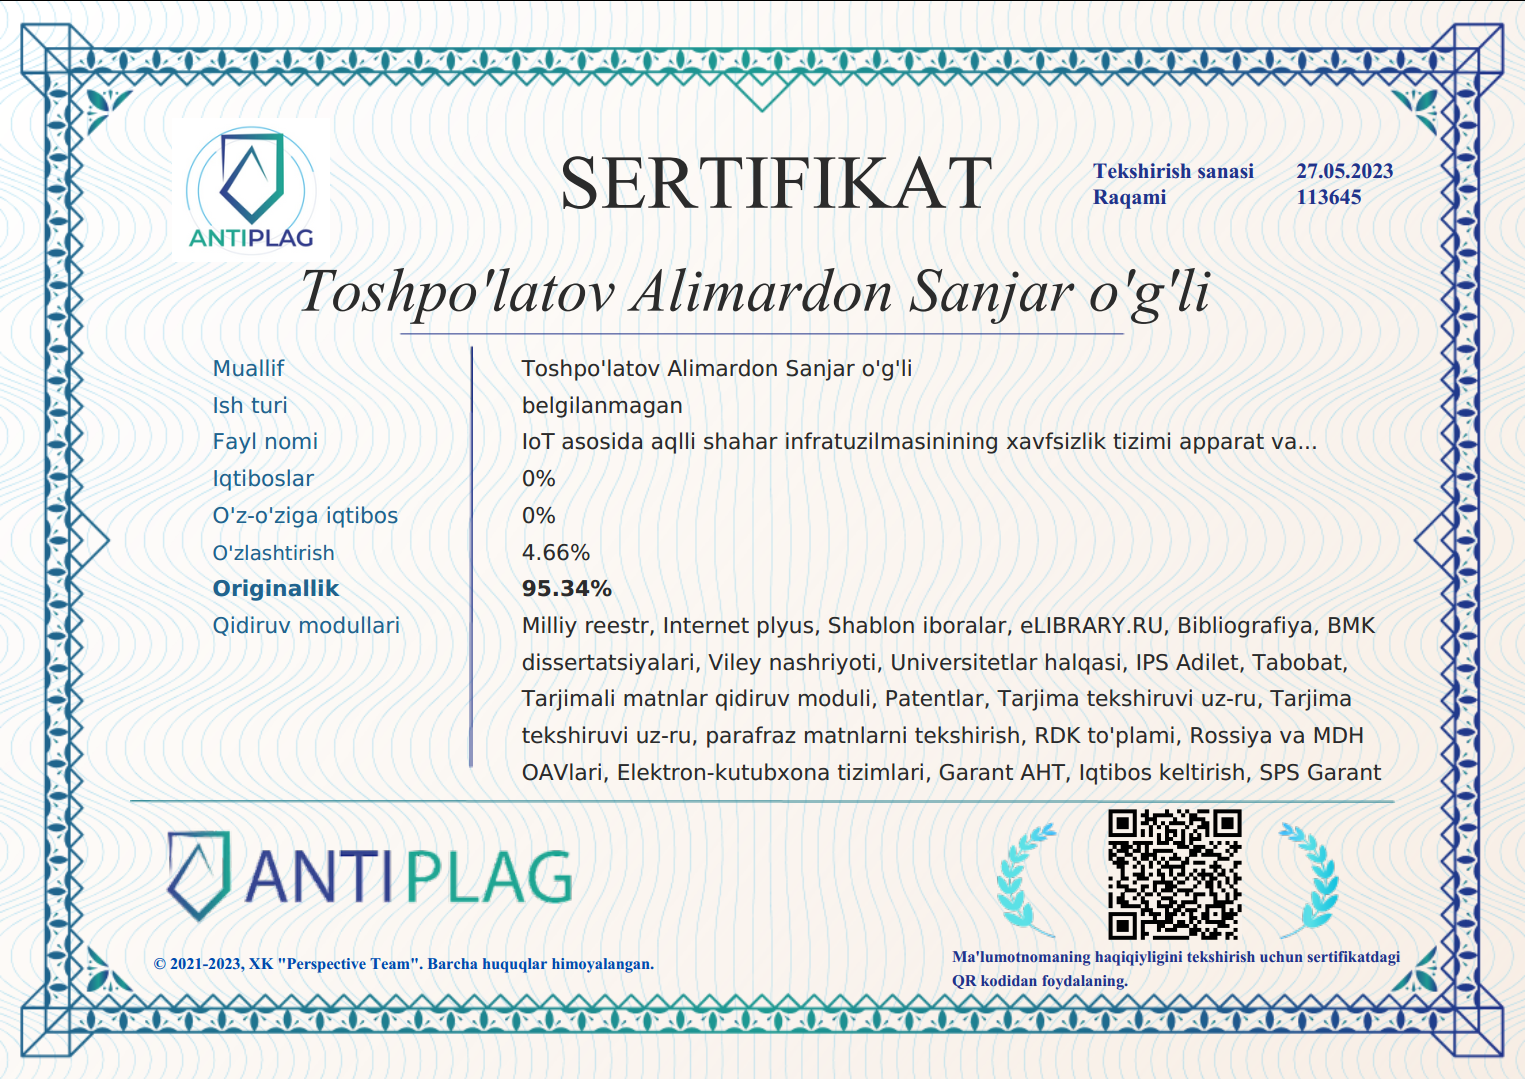 ANTIPLAG
SERTIFIKAT
Tekshirish sanasi 27.05.2023
Raqami 113645
Toshpo'latov Alimardon Sanjar o'g'li
Muallif Toshpo'latov Alimardon Sanjar o'g'li
Ish turi belgilanmagan
Fayl nomi IoT asosida aqlli shahar infratuzilmasinining xavfsizlik tizimi apparat va...
Iqtiboslar 0%
O'z-o'ziga iqtibos 0%
O'zlashtirish 4.66%
Originallik 95.34%
Qidiruv modullari Milliy reestr, Internet plyus, Shablon iboralar, eLIBRARY.RU, Bibliografiya, BMK
dissertatsiyalari, Viley nashriyoti, Universitetlar halqasi, IPS Adilet, Tabobat,
Tarjimali matnlar qidiruv moduli, Patentlar, Tarjima tekshiruvi uz-ru, Tarjima
tekshiruvi uz-ru, parafraz matnlarni tekshirish, RDK to'plami, Rossiya va MDH
OAVlari, Elektron-kutubxona tizimlari, Garant AHT, Iqtibos keltirish, SPS Garant
ANTIPLAG
© 2021-2023, XK "Perspective Team". Barcha huquqlar himoyalangan.
Ma'lumotnomaning haqiqiyligini tekshirish uchun sertifikatdagi
QR kodidan foydalaning.